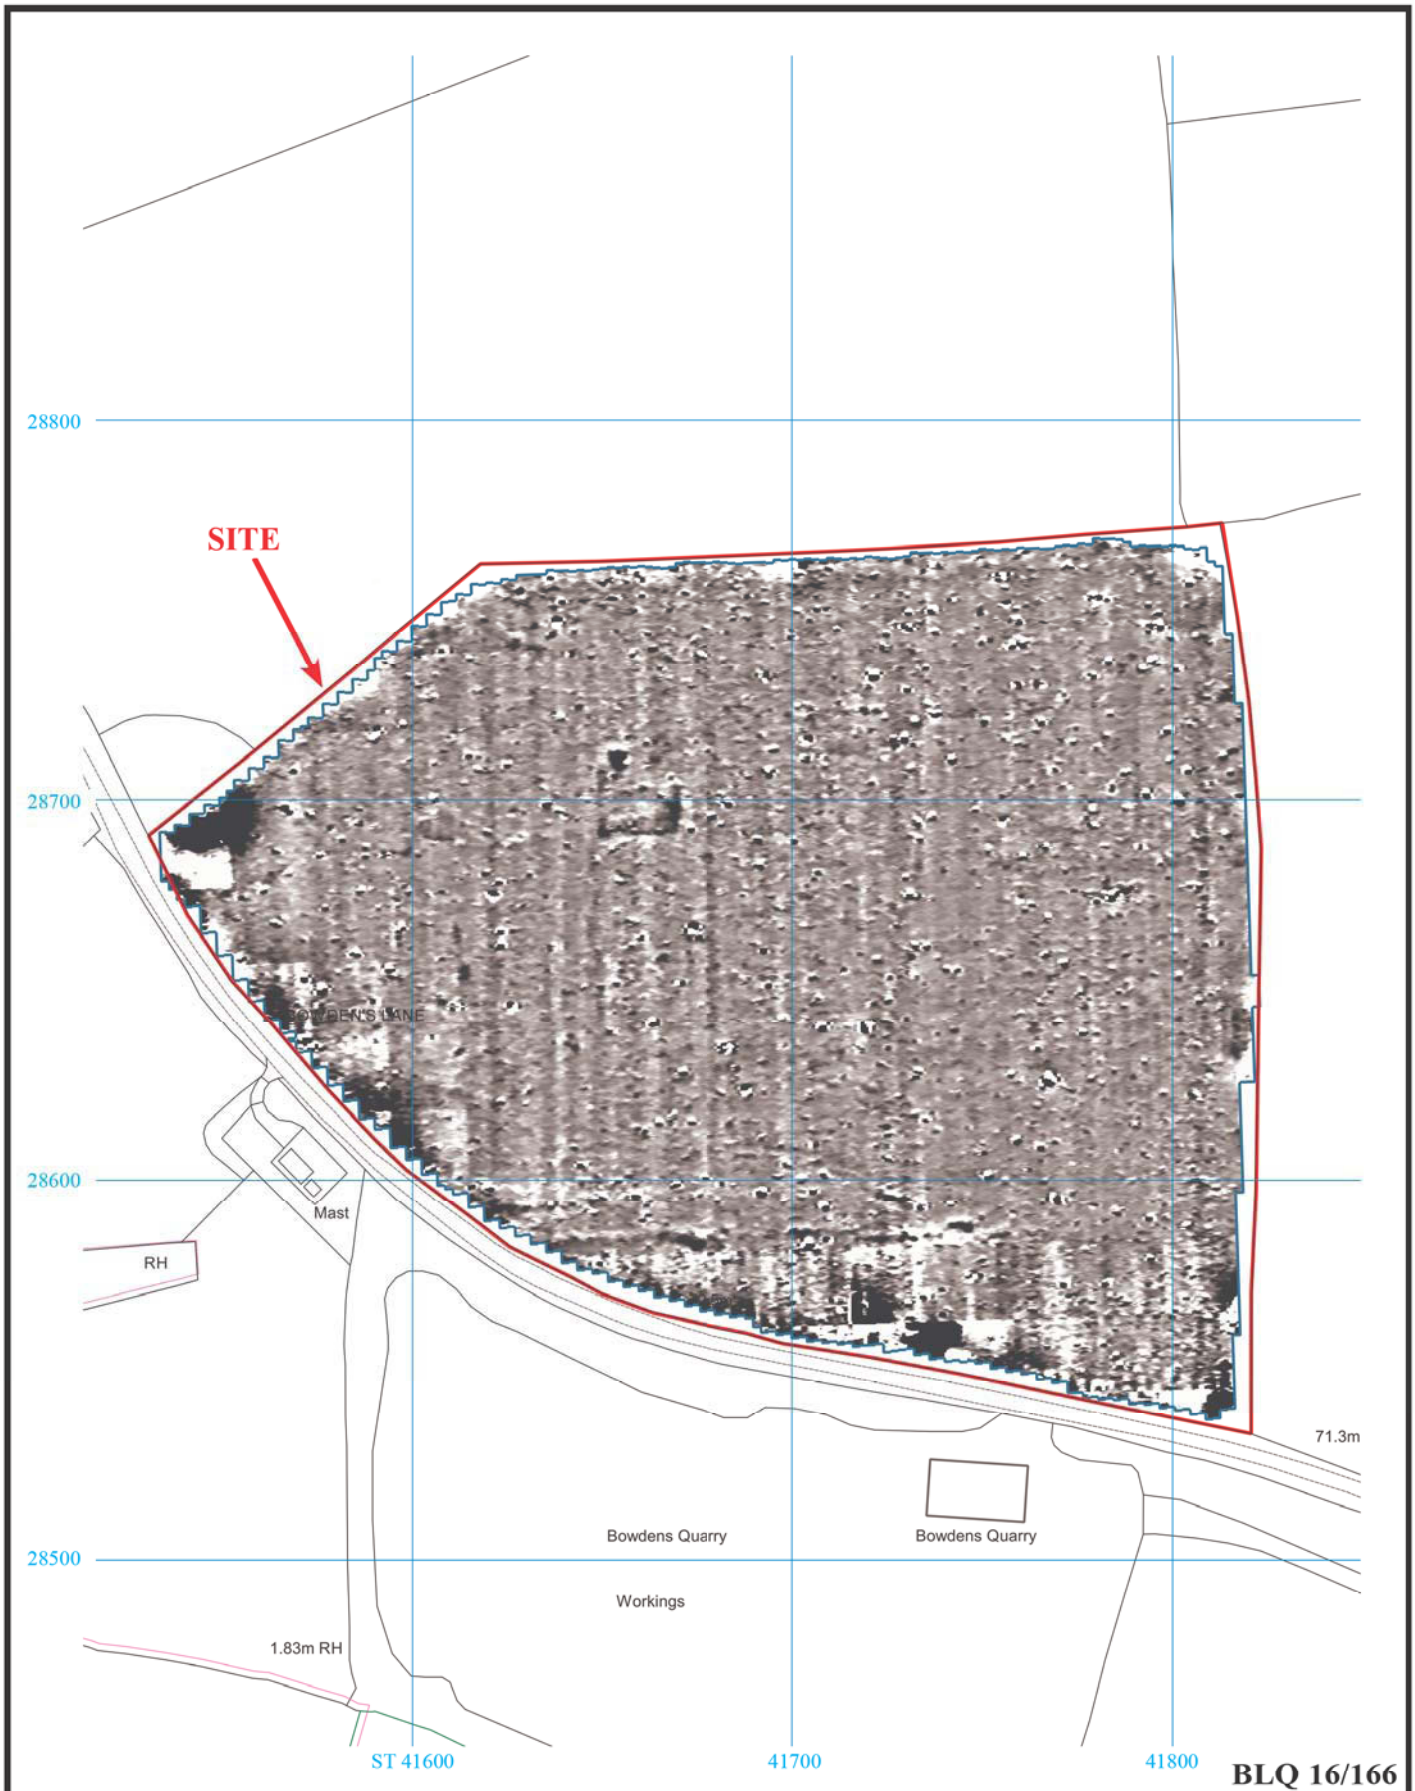 28800
SITE
28700
BOWDEN'S LANE
28600
Mast
RH
71.3m
Bowdens Quarry
Bowdens Quarry
28500
Workings
1.83m RH
ST 41600
41700
41800
BLQ 16/166